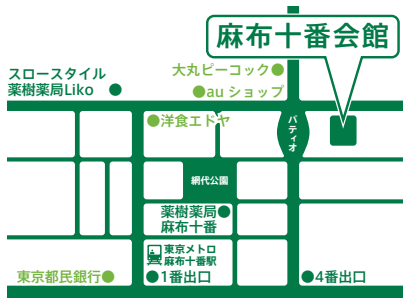 麻布十番会館
大丸ピーコック
スロースタイル
薬樹薬局Liko
au ショップ
洋食エドヤ
パティオ
網代公園
薬樹薬局
麻布十番
東京メトロ
麻布十番駅
東京都民銀行
1番出口
4番出口